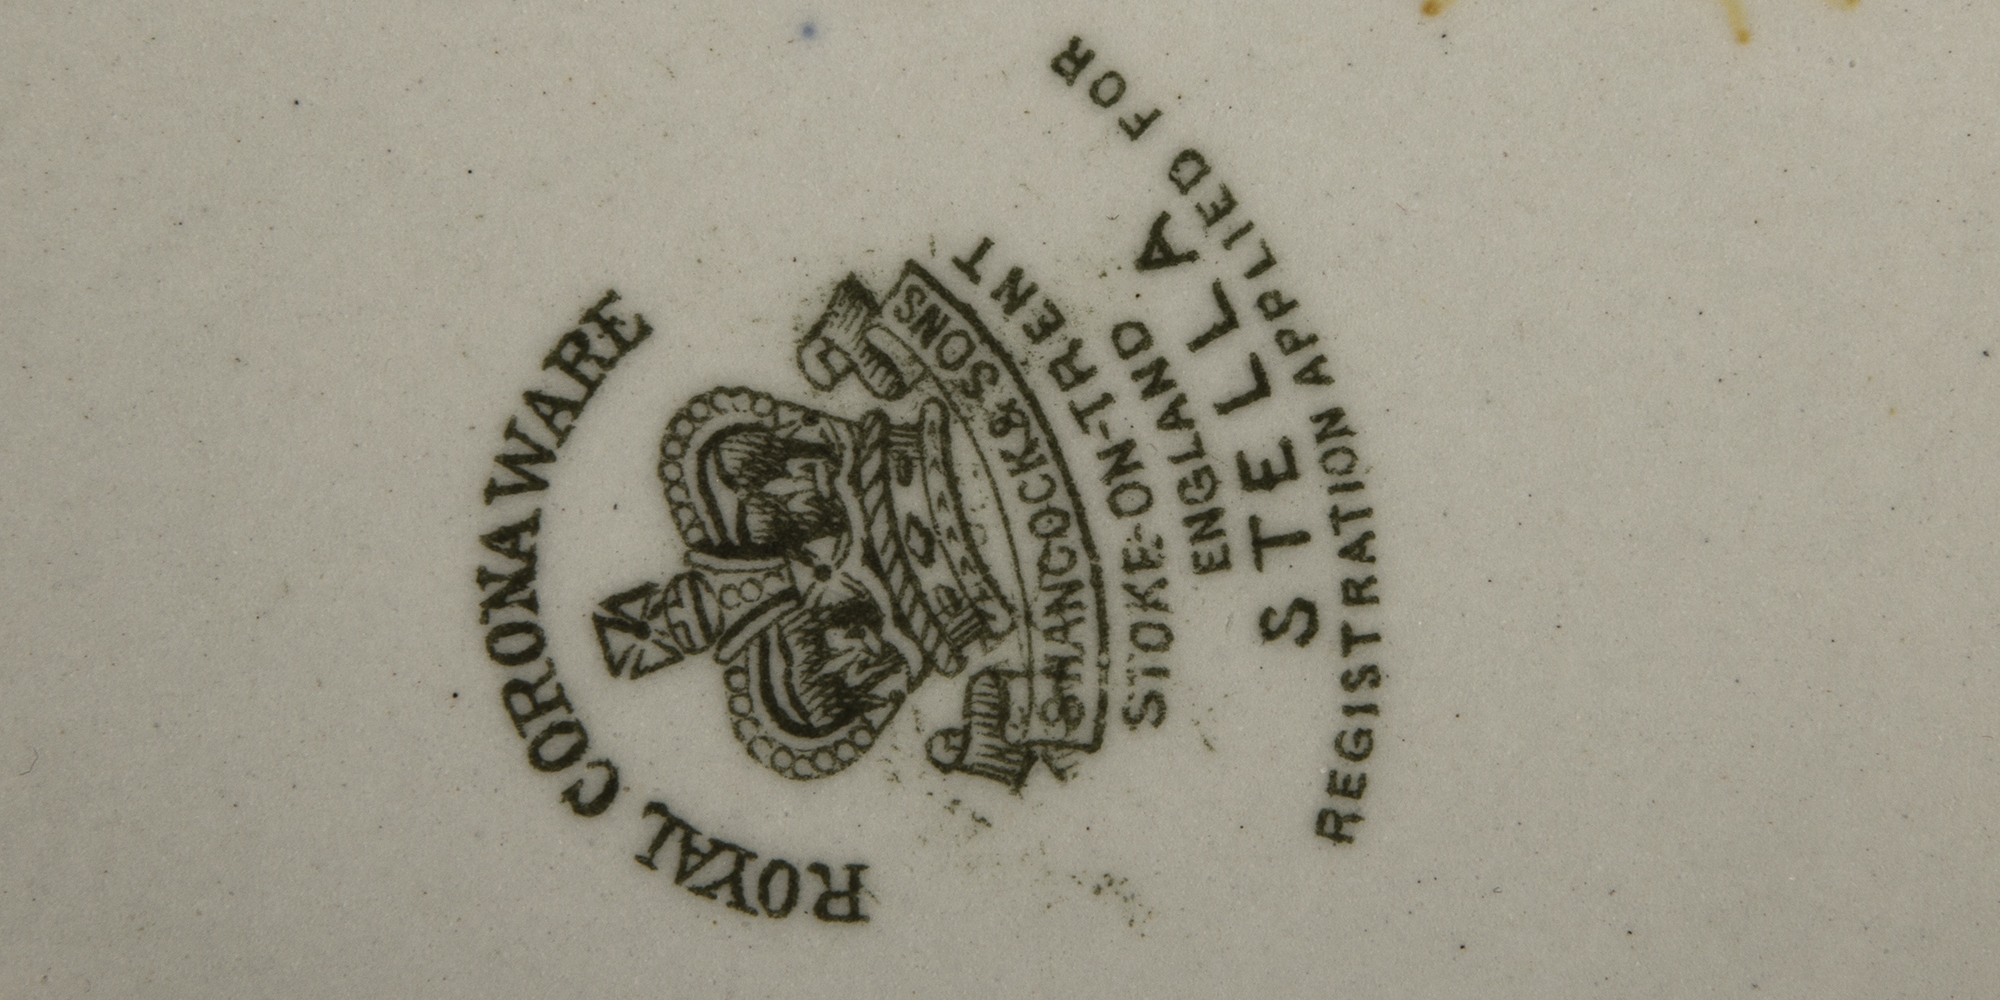 ROYAL CORONA WARE
S.HANCOCK & SONS
STOKE-ON-TRENT
ENGLAND
STELLA
REGISTRATION APPLIED FOR